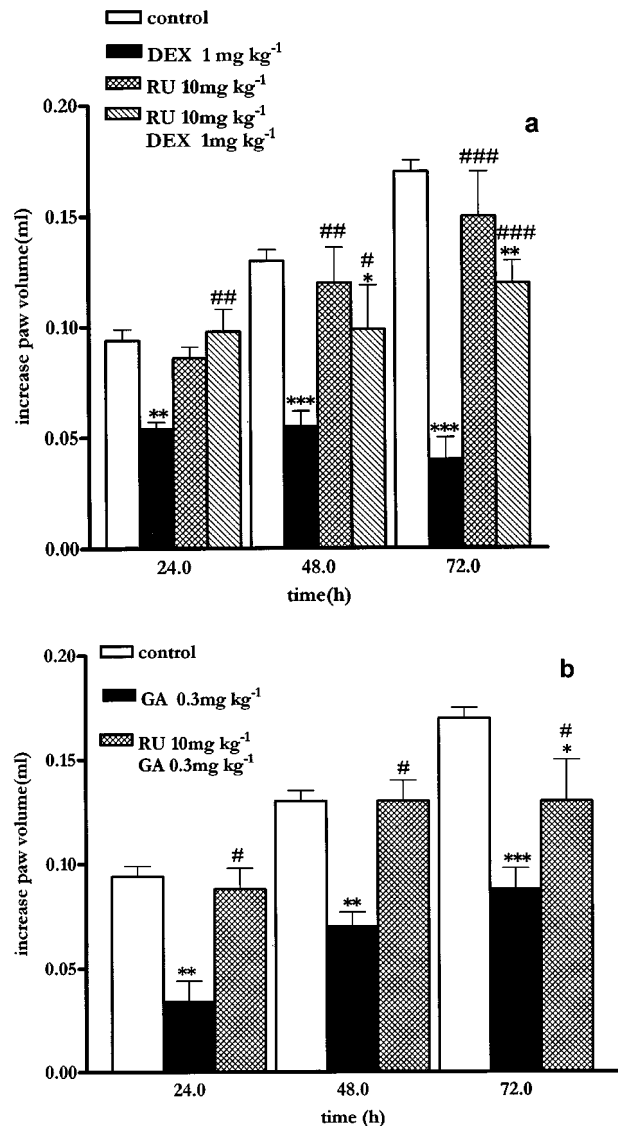 control
DEX 1 mg kg⁻¹
RU 10mg kg⁻¹
RU 10mg kg⁻¹
DEX 1mg kg⁻¹
a
0.20
0.15
0.10
0.05
0.00
increase paw volume(ml)
**
##
***
##
#
*
***
###
###
**
24.0 48.0 72.0
time(h)
b
control
GA 0.3mg kg⁻¹
RU 10mg kg⁻¹
GA 0.3mg kg⁻¹
0.20
0.15
0.10
0.05
0.00
increase paw volume(ml)
**
#
**
#
***
#
*
24.0 48.0 72.0
time (h)